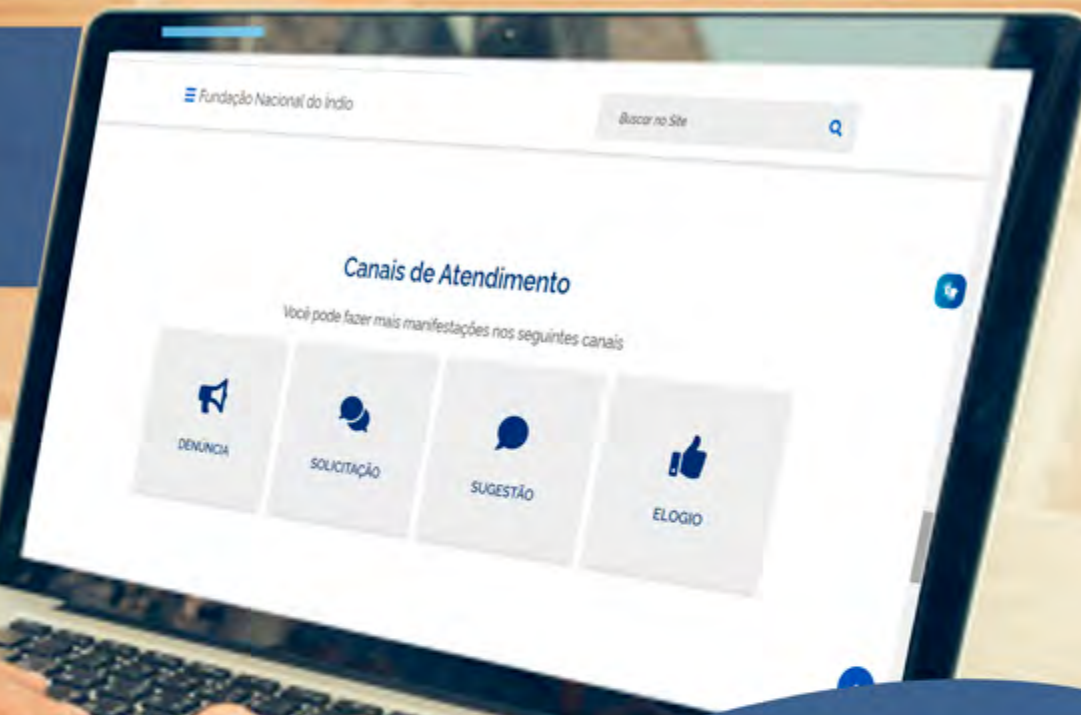 Fundação Nacional do Índio
Buscar no Site
Canais de Atendimento
Você pode fazer mais manifestações nos seguintes canais
DENÚNCIA
SOLICITAÇÃO
SUGESTÃO
ELOGIO